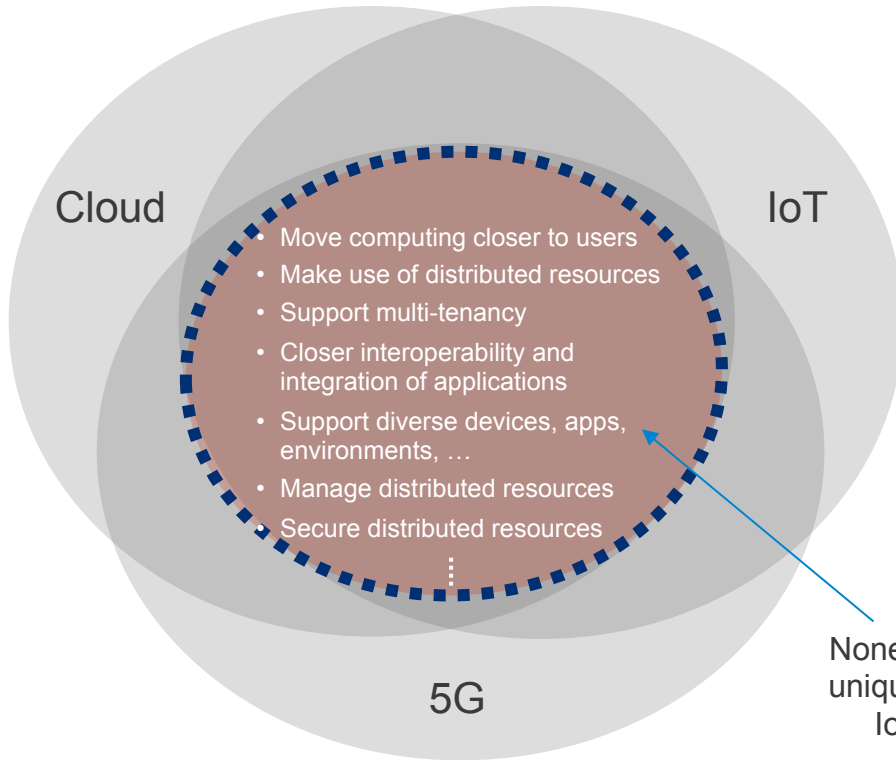 Cloud
IoT
• Move computing closer to users
• Make use of distributed resources
• Support multi-tenancy
• Closer interoperability and
integration of applications
• Support diverse devices, apps,
environments, …
• Manage distributed resources
• Secure distributed resources
5G
None